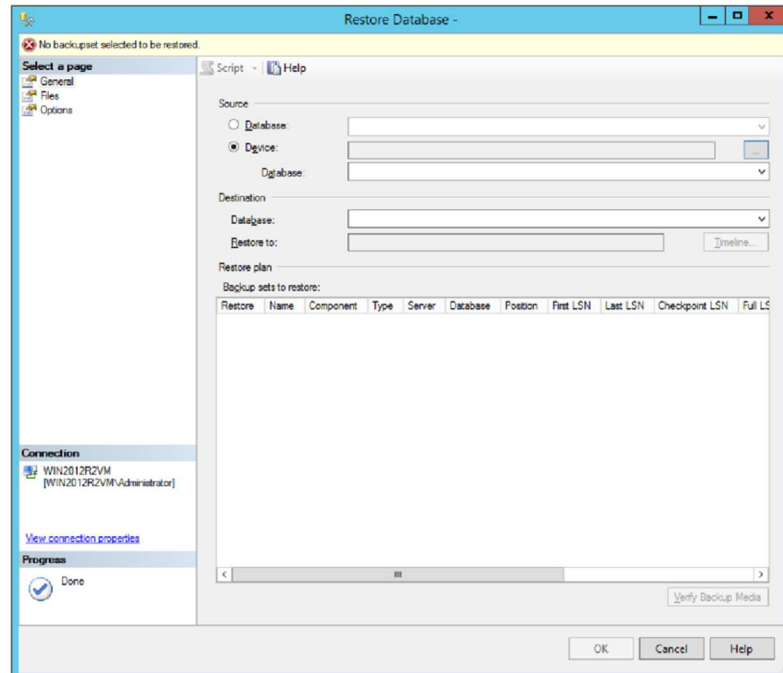 Restore Database -
No backupset selected to be restored.
Select a page
General
Files
Options
Script Help
Source
Database:
Device:
...
Database:
Destination
Database:
Restore to:
Timeline...
Restore plan
Backup sets to restore:
Restore Name Component Type Server Database Position First LSN Last LSN Checkpoint LSN Full LS
Connection
WIN2012R2VM
[WIN2012R2VM\Administrator]
View connection properties
Progress
Done
Verify Backup Media
OK Cancel Help